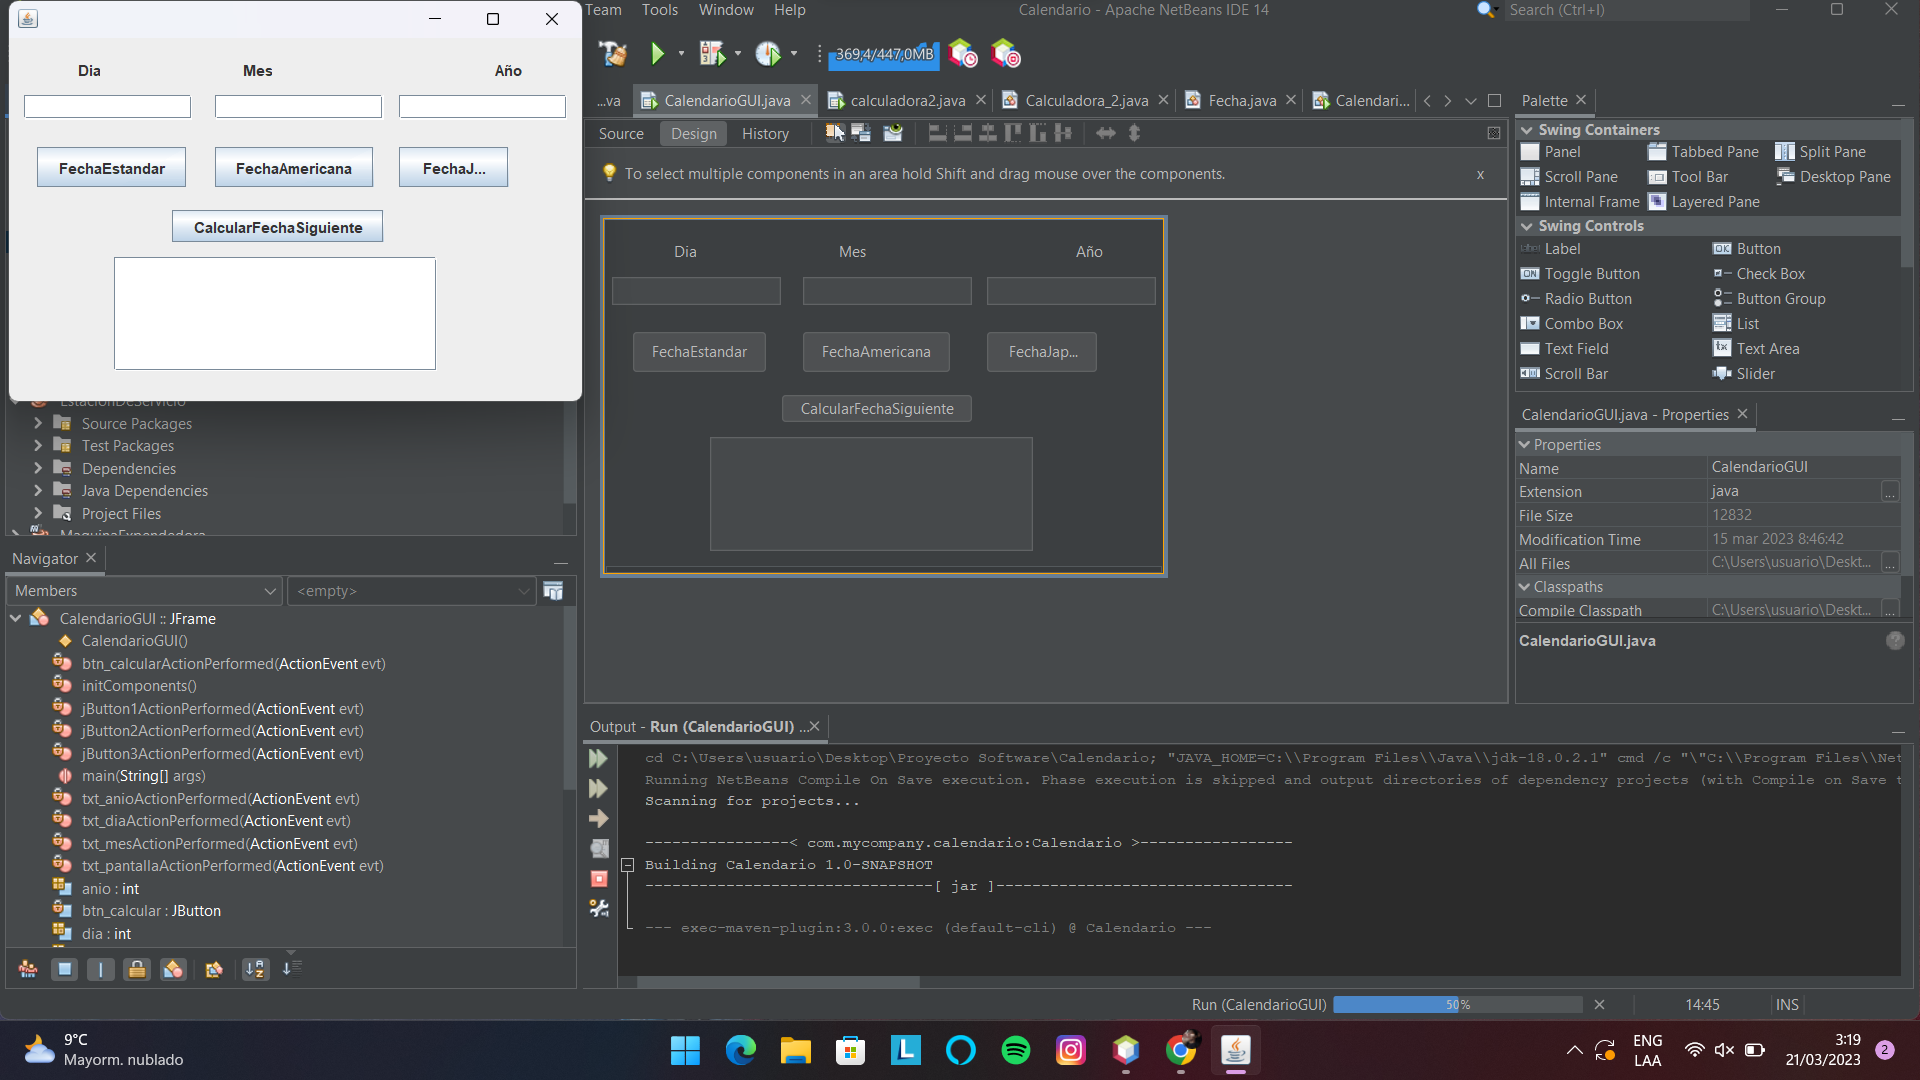 Dia Mes Año
FechaEstandar FechaAmericana FechaJ...
CalcularFechaSiguiente
Team Tools Window Help
Calendario - Apache NetBeans IDE 14
Search (Ctrl+I)
369,4/447,0MB
...va CalendarioGUI.java calculadora2.java Calculadora_2.java Fecha.java Calendari...
Source Design History
To select multiple components in an area hold Shift and drag mouse over the components. x
Dia Mes Año
FechaEstandar FechaAmericana FechaJap...
CalcularFechaSiguiente
Palette
Swing Containers
Panel Tabbed Pane Split Pane
Scroll Pane Tool Bar Desktop Pane
Internal Frame Layered Pane
Swing Controls
Label Button
Toggle Button Check Box
Radio Button Button Group
Combo Box List
Text Field Text Area
Scroll Bar Slider
CalendarioGUI.java - Properties
Properties
Name CalendarioGUI
Extension java ...
File Size 12832
Modification Time 15 mar 2023 8:46:42
All Files C:\Users\usuario\Deskt... ...
Classpaths
Compile Classpath C:\Users\usuario\Deskt... ...
CalendarioGUI.java
EstacionDeServicio
Source Packages
Test Packages
Dependencies
Java Dependencies
Project Files
MaquinaExpendedora
Navigator
Members <empty>
CalendarioGUI :: JFrame
CalendarioGUI()
btn_calcularActionPerformed(ActionEvent evt)
initComponents()
jButton1ActionPerformed(ActionEvent evt)
jButton2ActionPerformed(ActionEvent evt)
jButton3ActionPerformed(ActionEvent evt)
main(String[] args)
txt_anioActionPerformed(ActionEvent evt)
txt_diaActionPerformed(ActionEvent evt)
txt_mesActionPerformed(ActionEvent evt)
txt_pantallaActionPerformed(ActionEvent evt)
anio : int
btn_calcular : JButton
dia : int
Output - Run (CalendarioGUI) ...
cd C:\Users\usuario\Desktop\Proyecto Software\Calendario; "JAVA_HOME=C:\\Program Files\\Java\\jdk-18.0.2.1" cmd /c "\"C:\\Program Files\\Net
Running NetBeans Compile On Save execution. Phase execution is skipped and output directories of dependency projects (with Compile on Save t
Scanning for projects...
----------------< com.mycompany.calendario:Calendario >-----------------
Building Calendario 1.0-SNAPSHOT
--------------------------------[ jar ]---------------------------------
--- exec-maven-plugin:3.0.0:exec (default-cli) @ Calendario ---
Run (CalendarioGUI) 50% 14:45 INS
9°C
Mayorm. nublado
ENG
LAA
3:19
21/03/2023
2